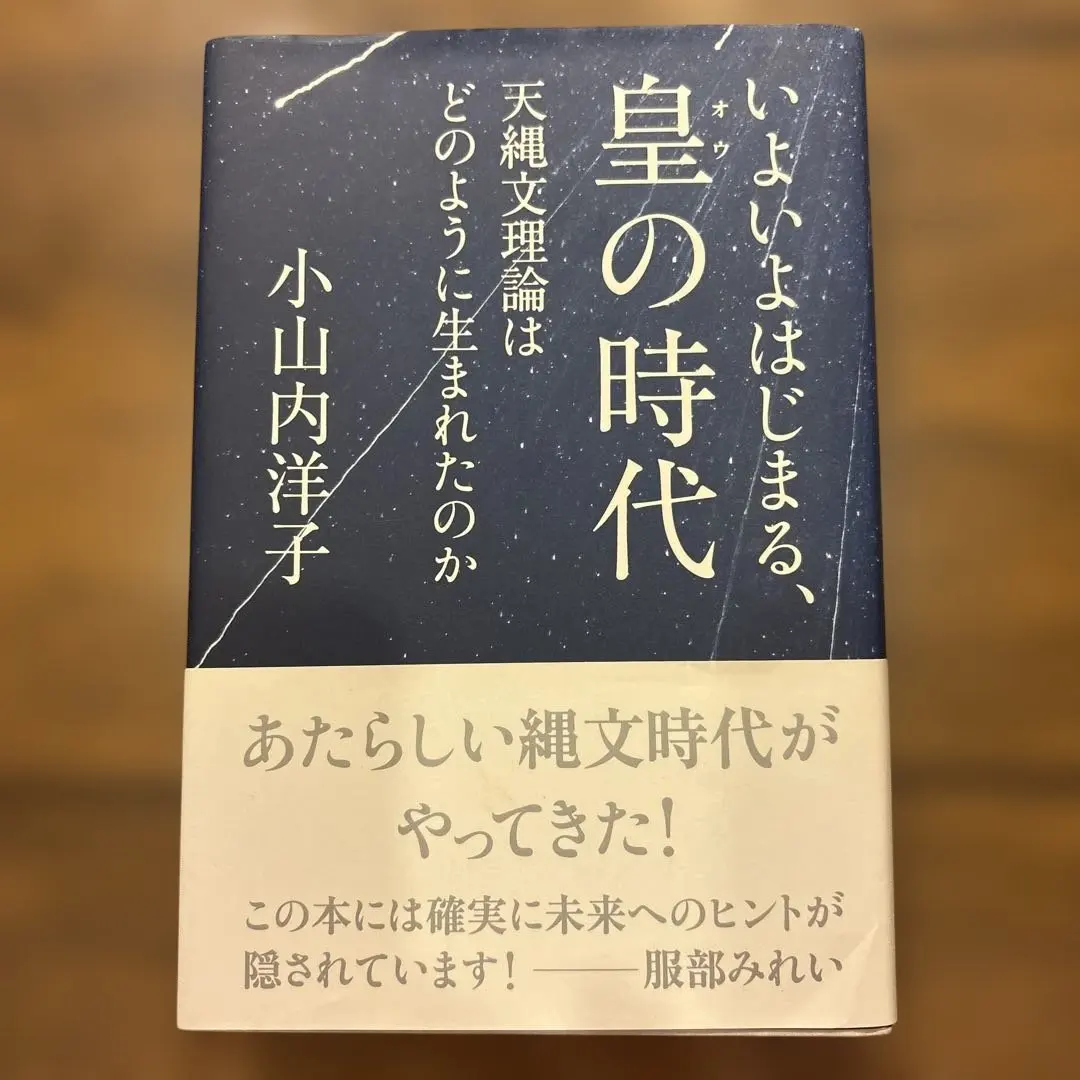 いよいよはじまる、
皇の時代
オウ
天縄文理論は
どのように生まれたのか
小山内洋子
あたらしい縄文時代が
やってきた！
この本には確実に未来へのヒントが
隠されています！――服部みれい